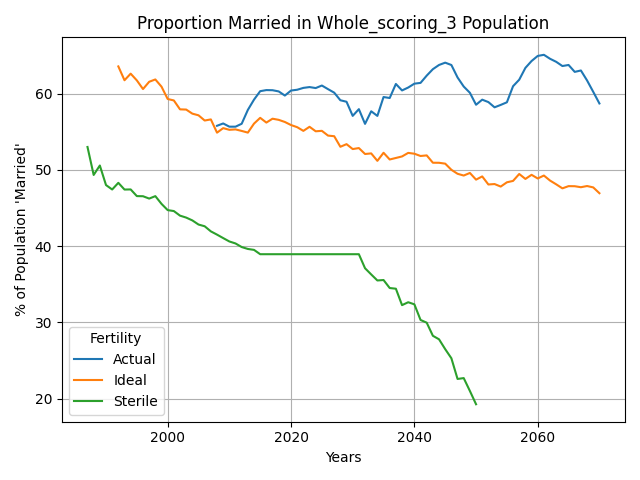 Proportion Married in Whole_scoring_3 Population
% of Population 'Married'
60
50
40
30
20
Fertility
Actual
Ideal
Sterile
2000 2020 2040 2060
Years